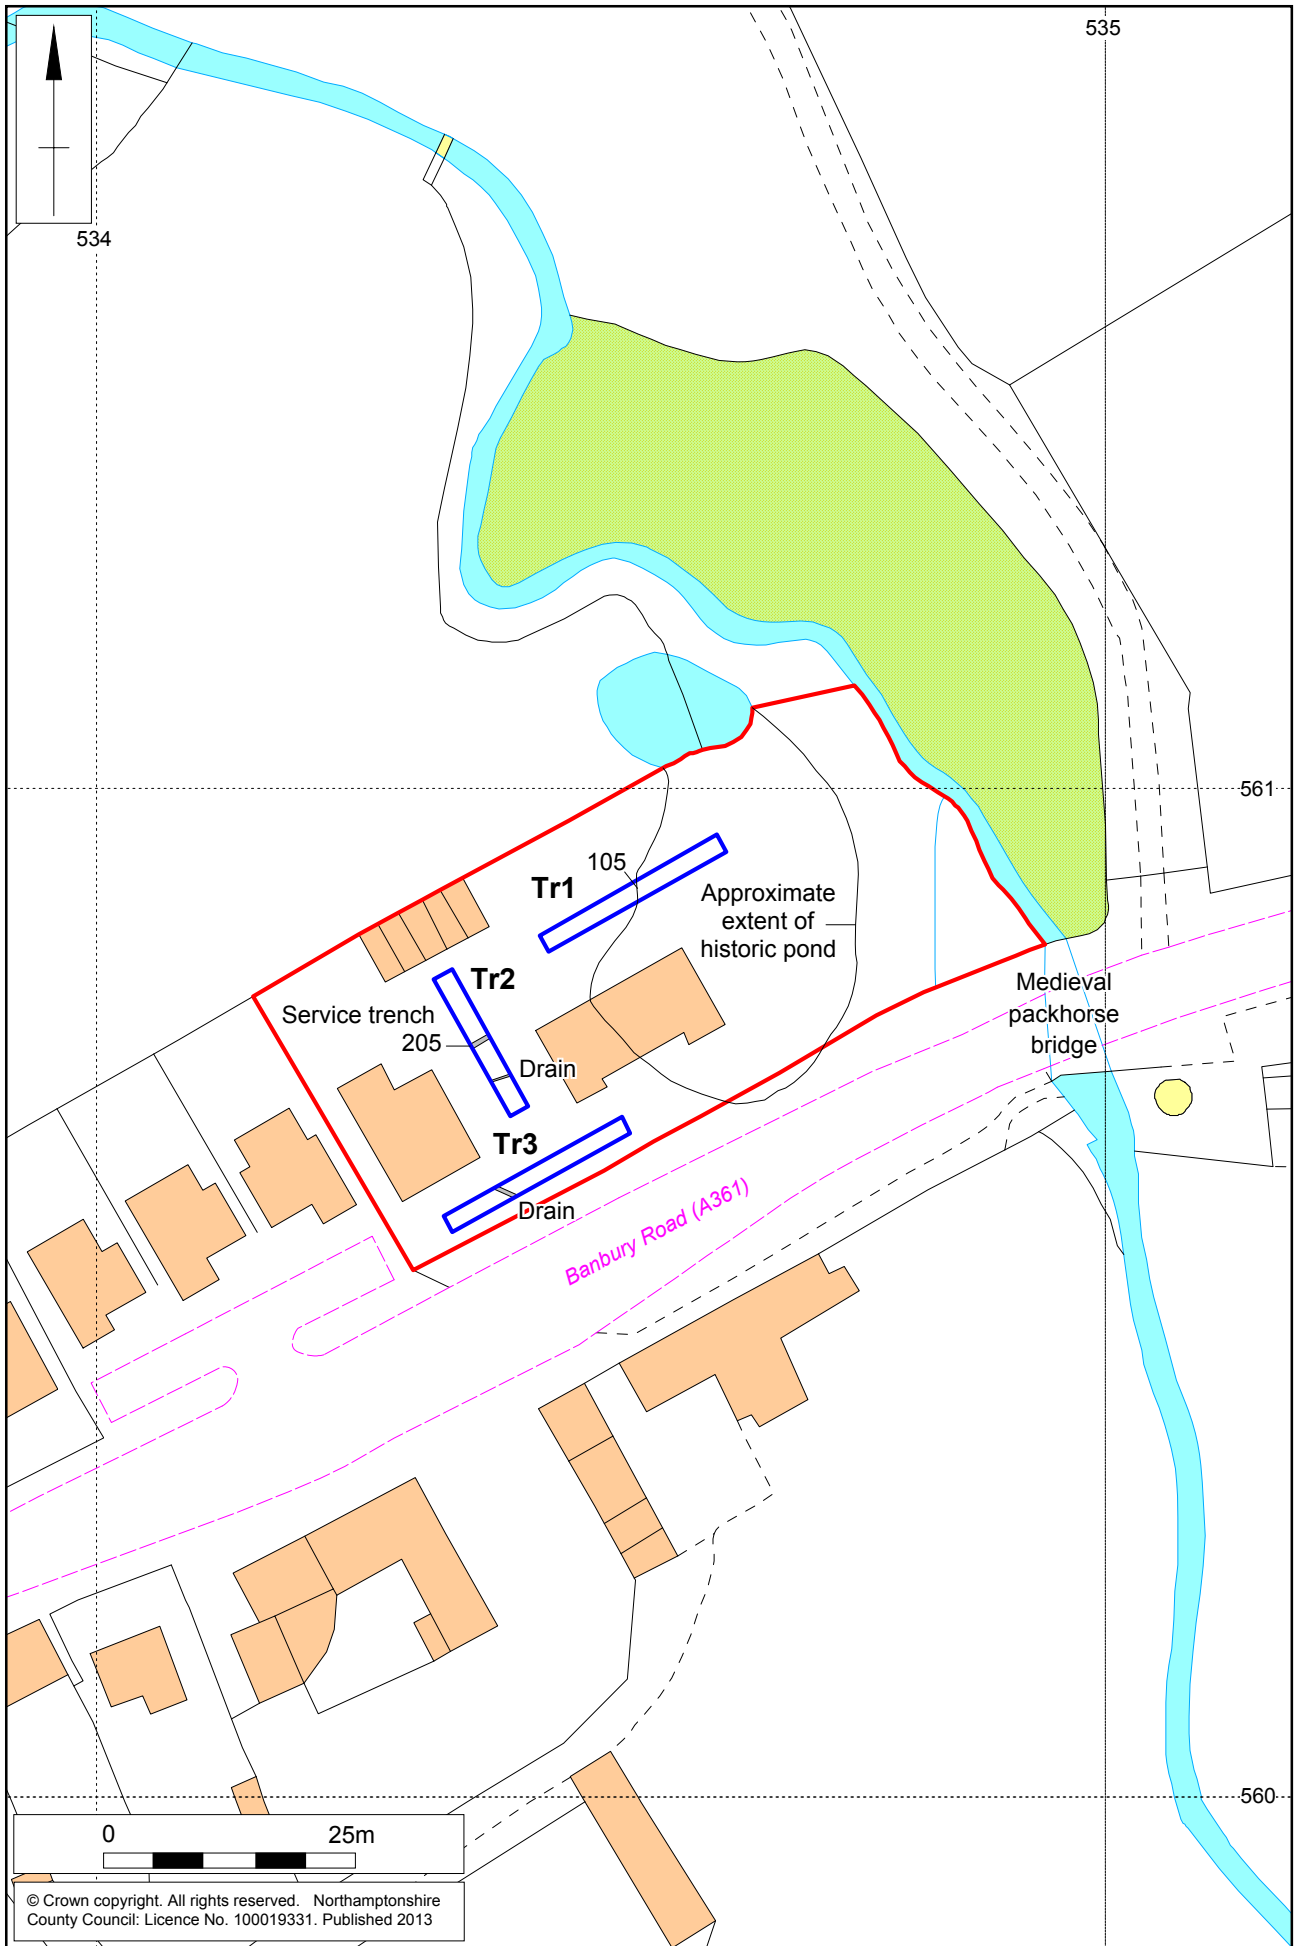 535
534
561
105
Tr1
Approximate
extent of
historic pond
Tr2
Service trench
205
Drain
Medieval
packhorse
bridge
Tr3
Drain
Banbury Road (A361)
560
0 25m
© Crown copyright. All rights reserved. Northamptonshire
County Council: Licence No. 100019331. Published 2013